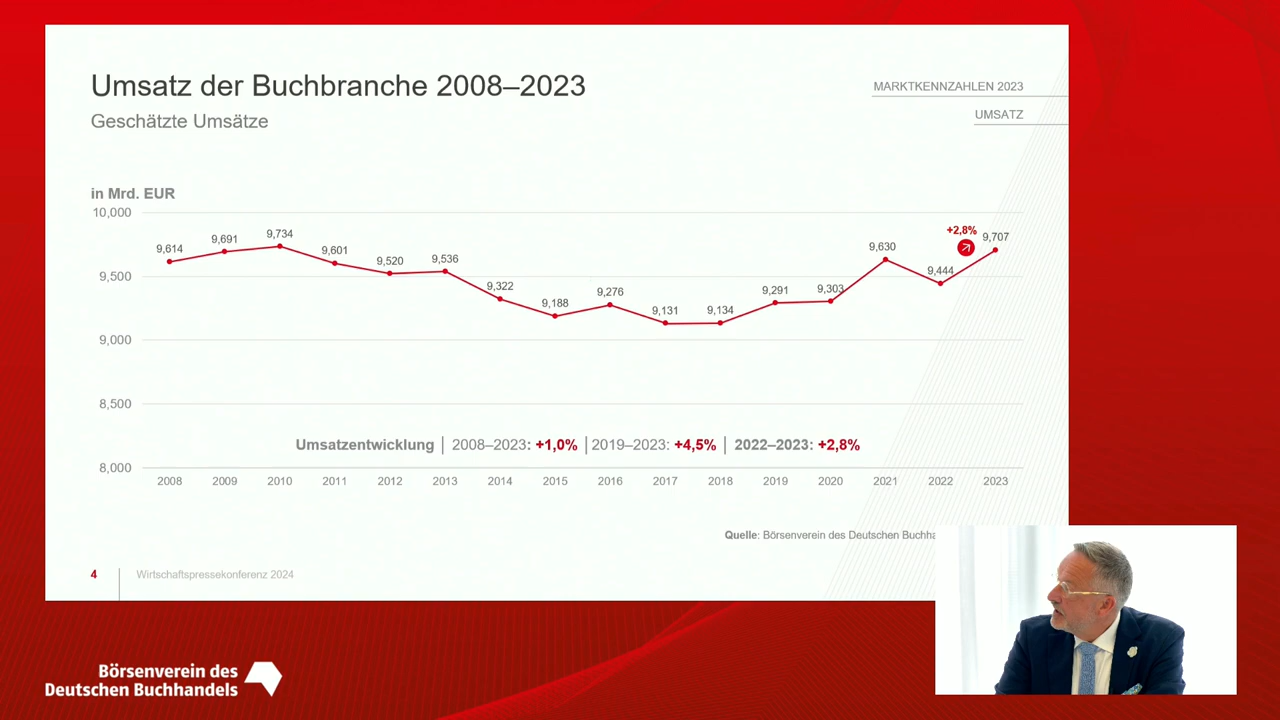 Umsatz der Buchbranche 2008–2023
Geschätzte Umsätze
MARKTKENNZAHLEN 2023
UMSATZ
in Mrd. EUR
10,000
9,500
9,000
8,500
8,000
9,614
9,691
9,734
9,601
9,520
9,536
9,322
9,188
9,276
9,131
9,134
9,291
9,303
9,630
9,444
+2,8%
9,707
Umsatzentwicklung | 2008–2023: +1,0% | 2019–2023: +4,5% | 2022–2023: +2,8%
2008 2009 2010 2011 2012 2013 2014 2015 2016 2017 2018 2019 2020 2021 2022 2023
Quelle: Börsenverein des Deutschen Buchha
4 Wirtschaftspressekonferenz 2024
Börsenverein des
Deutschen Buchhandels